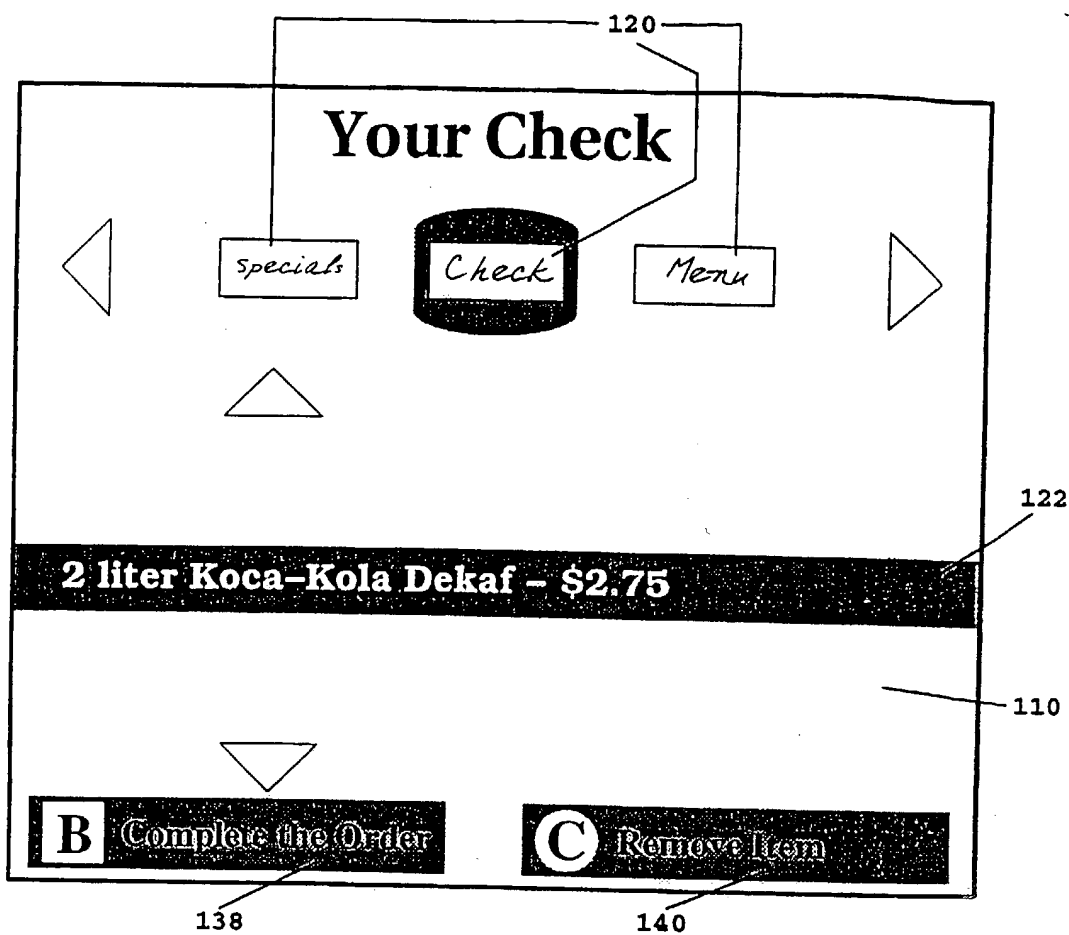 120
Your Check
Specials Check Menu
122
2 liter Koca–Kola Dekaf – $2.75
110
B Complete the Order C Remove Item
138 140